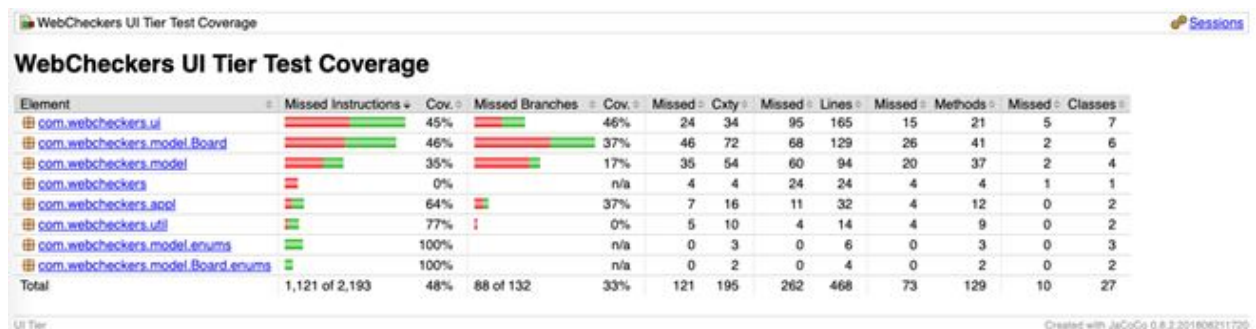 WebCheckers UI Tier Test Coverage Sessions
WebCheckers UI Tier Test Coverage
Element Missed Instructions Cov. Missed Branches Cov. Missed Cxty Missed Lines Missed Methods Missed Classes
com.webcheckers.ui 45% 46% 24 34 95 165 15 21 5 7
com.webcheckers.model.Board 46% 37% 46 72 68 129 26 41 2 6
com.webcheckers.model 35% 17% 35 54 60 94 20 37 2 4
com.webcheckers 0% n/a 4 4 24 24 4 4 1 1
com.webcheckers.appl 64% 37% 7 16 11 32 4 12 0 2
com.webcheckers.util 77% 0% 5 10 4 14 4 9 0 2
com.webcheckers.model.enums 100% n/a 0 3 0 6 0 3 0 3
com.webcheckers.model.Board.enums 100% n/a 0 2 0 4 0 2 0 2
Total 1,121 of 2,193 48% 88 of 132 33% 121 195 262 468 73 129 10 27
UI Tier Created with JaCoCo 0.8.2.201808211720